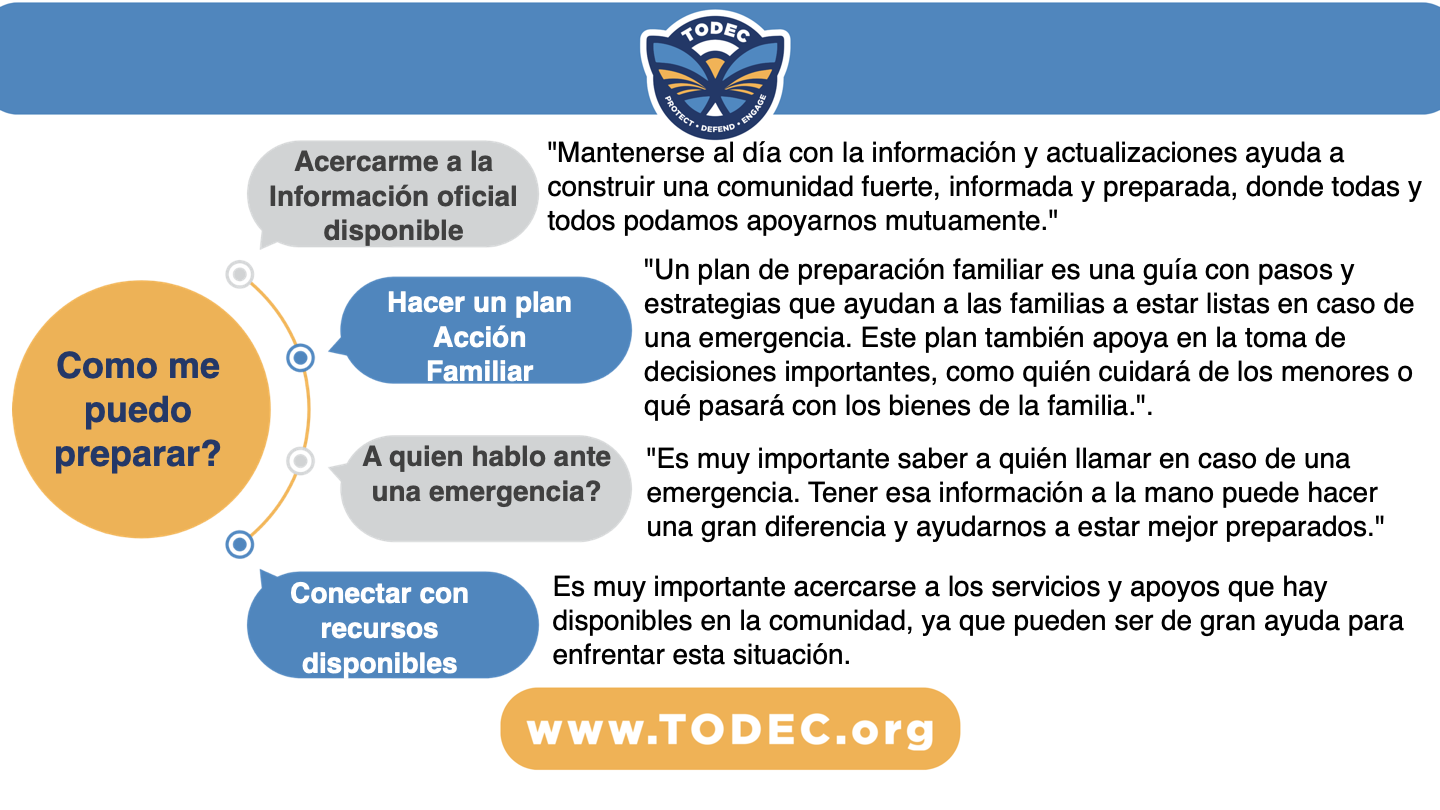 TODEC
PROTECT • DEFEND • ENGAGE
Acercarme a la
Información oficial
disponible
"Mantenerse al día con la información y actualizaciones ayuda a
construir una comunidad fuerte, informada y preparada, donde todas y
todos podamos apoyarnos mutuamente."
Como me
puedo
preparar?
Hacer un plan
Acción
Familiar
"Un plan de preparación familiar es una guía con pasos y
estrategias que ayudan a las familias a estar listas en caso de
una emergencia. Este plan también apoya en la toma de
decisiones importantes, como quién cuidará de los menores o
qué pasará con los bienes de la familia.".
A quien hablo ante
una emergencia?
"Es muy importante saber a quién llamar en caso de una
emergencia. Tener esa información a la mano puede hacer
una gran diferencia y ayudarnos a estar mejor preparados."
Conectar con
recursos
disponibles
Es muy importante acercarse a los servicios y apoyos que hay
disponibles en la comunidad, ya que pueden ser de gran ayuda para
enfrentar esta situación.
www.TODEC.org